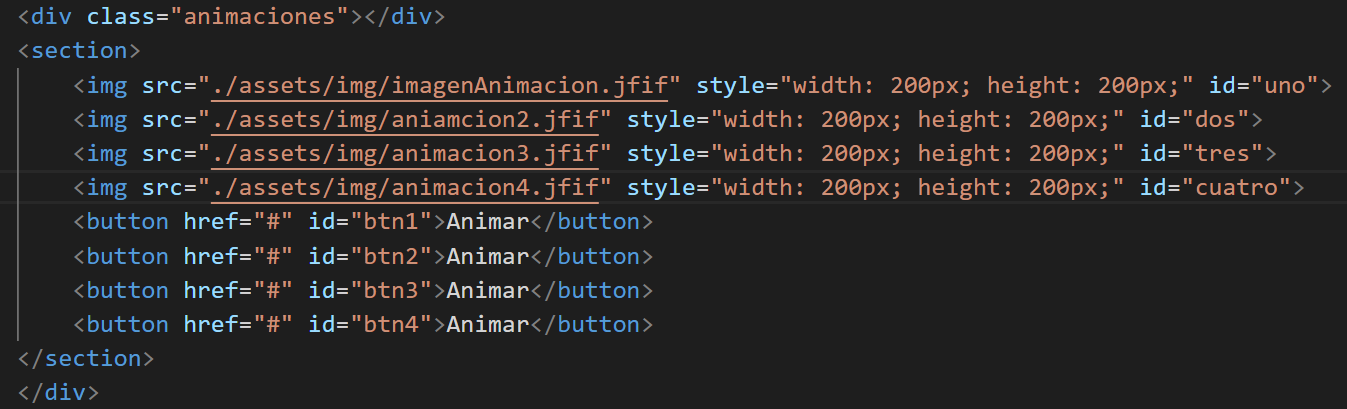 <div class="animaciones"></div>
<section>
    <img src="./assets/img/imagenAnimacion.jfif" style="width: 200px; height: 200px;" id="uno">
    <img src="./assets/img/aniamcion2.jfif" style="width: 200px; height: 200px;" id="dos">
    <img src="./assets/img/animacion3.jfif" style="width: 200px; height: 200px;" id="tres">
    <img src="./assets/img/animacion4.jfif" style="width: 200px; height: 200px;" id="cuatro">
    <button href="#" id="btn1">Animar</button>
    <button href="#" id="btn2">Animar</button>
    <button href="#" id="btn3">Animar</button>
    <button href="#" id="btn4">Animar</button>
</section>
</div>